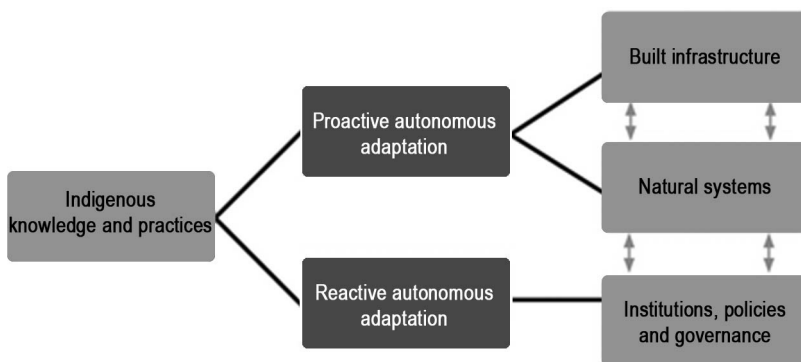 Built infrastructure
Proactive autonomous
adaptation
Indigenous
knowledge and practices
Natural systems
Reactive autonomous
adaptation
Institutions, policies
and governance